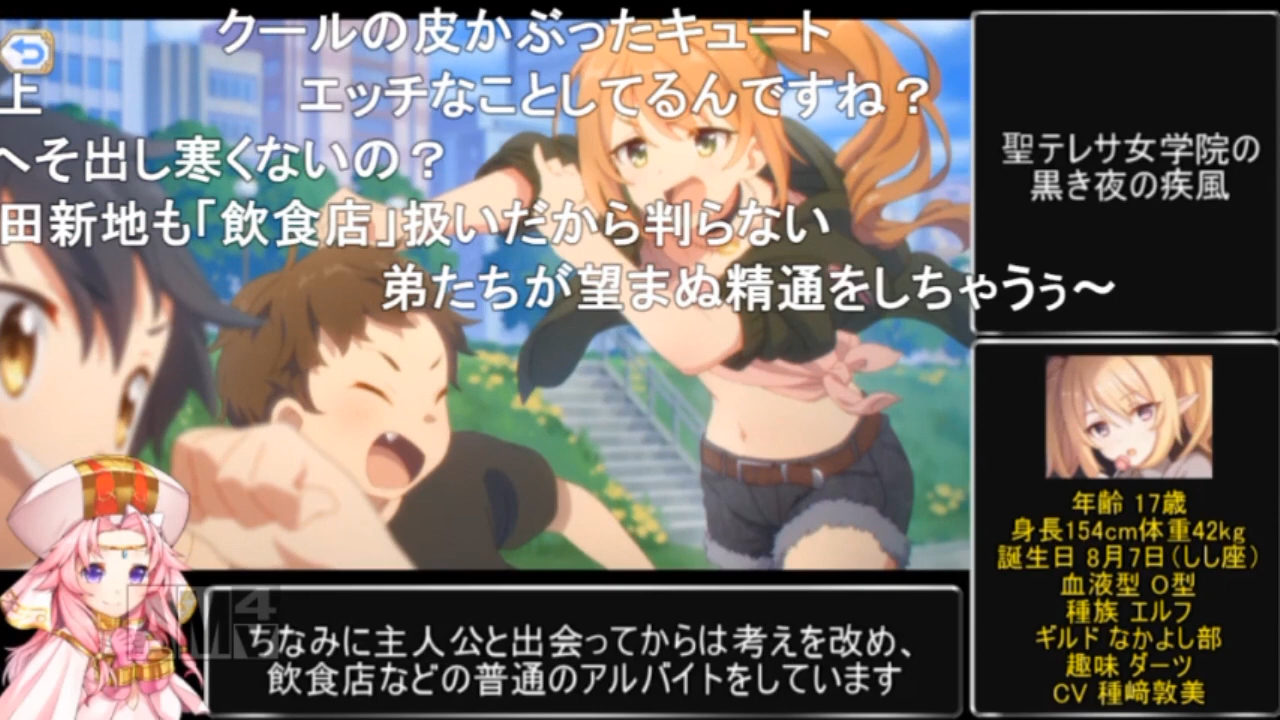 クールの皮かぶったキュート
上
エッチなことしてるんですね？
へそ出し寒くないの？
田新地も「飲食店」扱いだから判らない
弟たちが望まぬ精通をしちゃうぅ～
聖テレサ女学院の
黒き夜の疾風
年齢 17歳
身長154cm体重42kg
誕生日 8月7日（しし座）
血液型 O型
種族 エルフ
ギルド なかよし部
趣味 ダーツ
CV 種﨑敦美
ちなみに主人公と出会ってからは考えを改め、
飲食店などの普通のアルバイトをしています